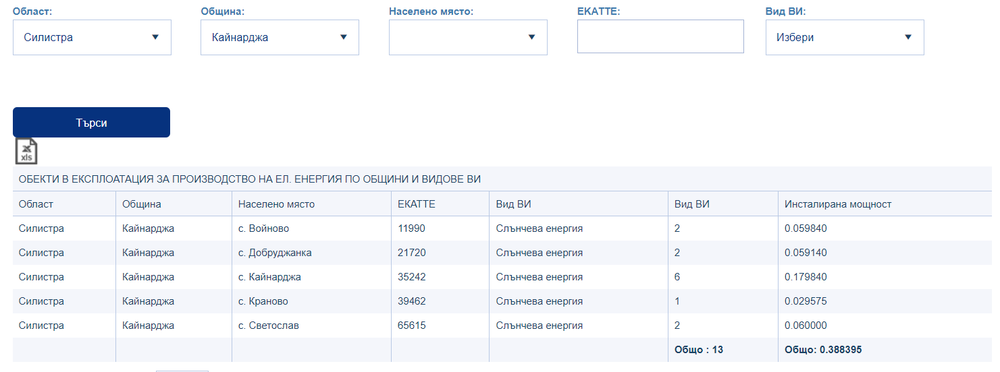 Област: Община: Населено място: ЕКАТТЕ: Вид ВИ:
Силистра Кайнарджа Избери
Търси
xls
ОБЕКТИ В ЕКСПЛОАТАЦИЯ ЗА ПРОИЗВОДСТВО НА ЕЛ. ЕНЕРГИЯ ПО ОБЩИНИ И ВИДОВЕ ВИ
Област Община Населено място ЕКАТТЕ Вид ВИ Вид ВИ Инсталирана мощност
Силистра Кайнарджа с. Войново 11990 Слънчева енергия 2 0.059840
Силистра Кайнарджа с. Добруджанка 21720 Слънчева енергия 2 0.059140
Силистра Кайнарджа с. Кайнарджа 35242 Слънчева енергия 6 0.179840
Силистра Кайнарджа с. Краново 39462 Слънчева енергия 1 0.029575
Силистра Кайнарджа с. Светослав 65615 Слънчева енергия 2 0.060000
Общо : 13 Общо: 0.388395